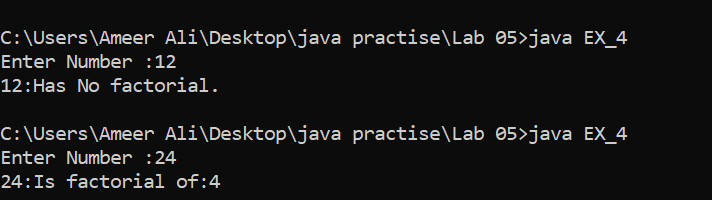 C:\Users\Ameer Ali\Desktop\java practise\Lab 05>java EX_4
Enter Number :12
12:Has No factorial.
C:\Users\Ameer Ali\Desktop\java practise\Lab 05>java EX_4
Enter Number :24
24:Is factorial of:4